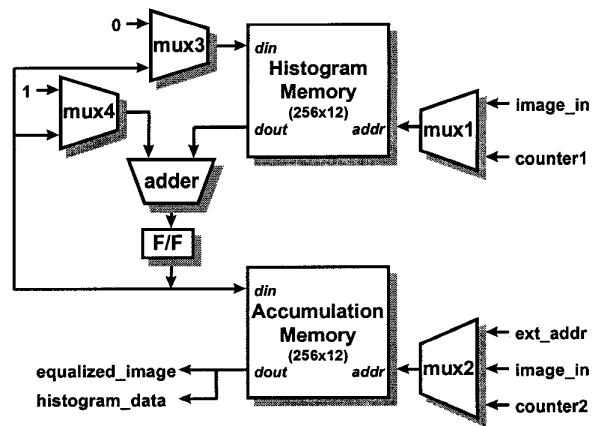 0
mux3
din
Histogram
Memory
(256x12)
dout
addr
mux1
image_in
counter1
1
mux4
adder
F/F
din
Accumulation
Memory
(256x12)
dout
addr
mux2
ext_addr
image_in
counter2
equalized_image
histogram_data